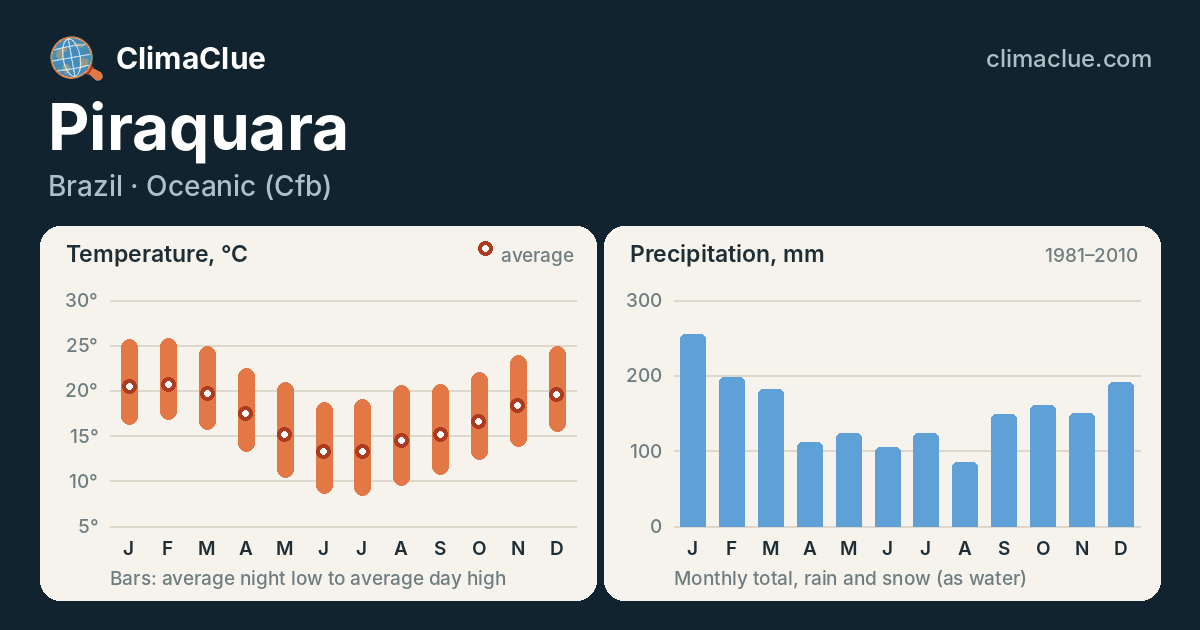 ClimaClue
climaclue.com
Piraquara
Brazil · Oceanic (Cfb)
Temperature, °C
average
30°
25°
20°
15°
10°
5°
J F M A M J J A S O N D
Bars: average night low to average day high
Precipitation, mm
1981–2010
300
200
100
0
J F M A M J J A S O N D
Monthly total, rain and snow (as water)